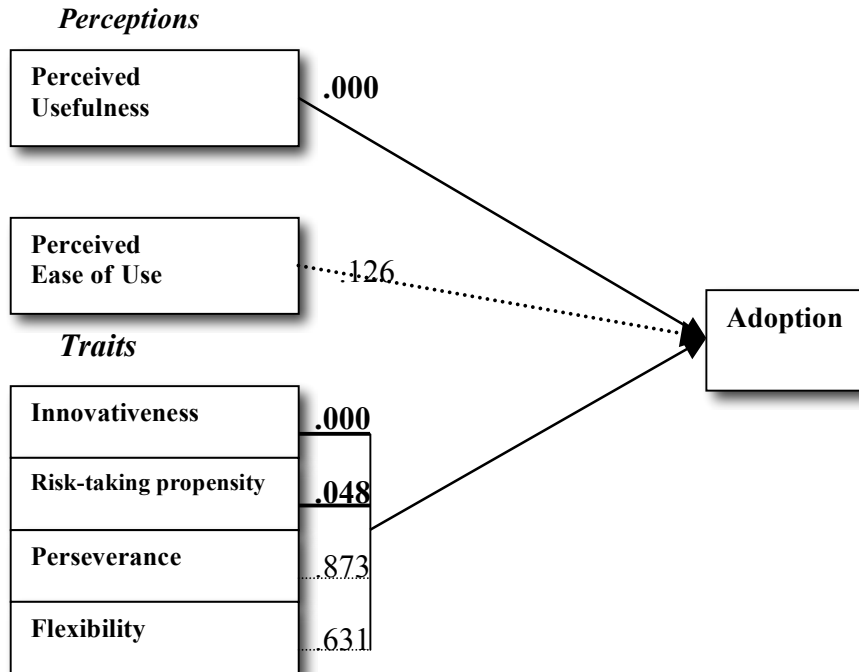 Perceptions
Perceived
Usefulness
.000
Perceived
Ease of Use
.126
Adoption
Traits
Innovativeness
.000
Risk-taking propensity
.048
Perseverance
.873
Flexibility
.631